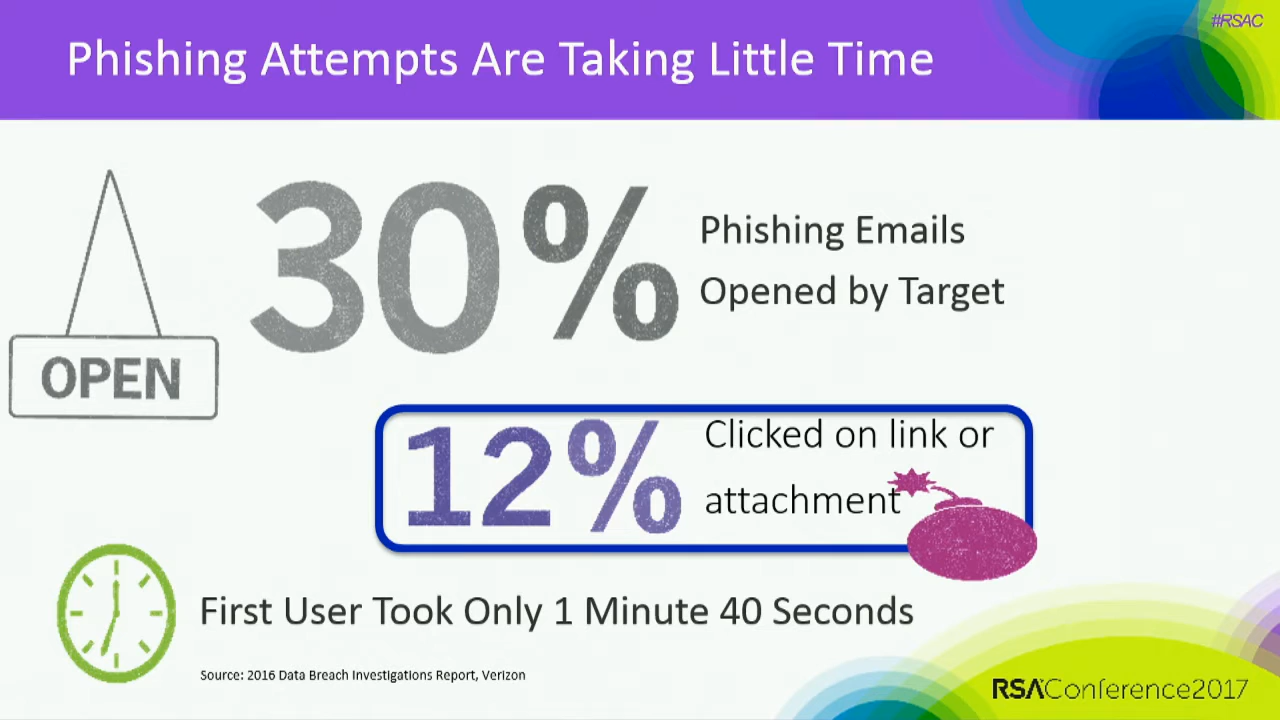 #RSAC
Phishing Attempts Are Taking Little Time
OPEN
30%
Phishing Emails
Opened by Target
12%
Clicked on link or
attachment
First User Took Only 1 Minute 40 Seconds
Source: 2016 Data Breach Investigations Report, Verizon
RSAConference2017